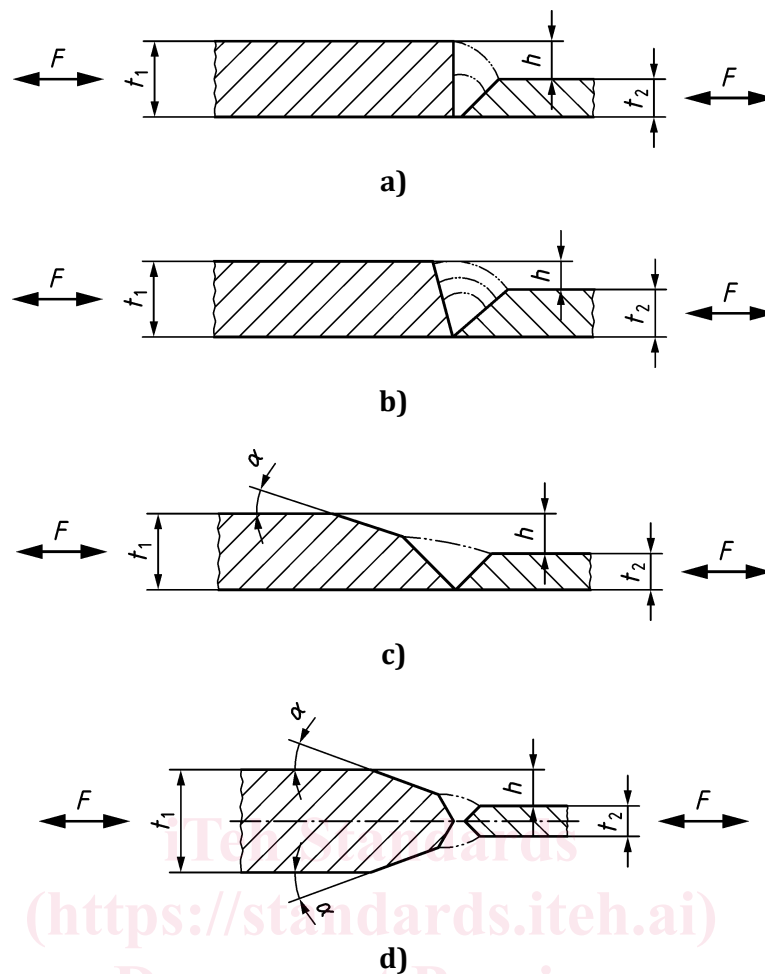 F t₁ h t₂ F
a)
F t₁ h t₂ F
b)
α
F t₁ h t₂ F
c)
α
F t₁ h t₂ F
α
iTeh Standards
(https://standards.iteh.ai)
d)